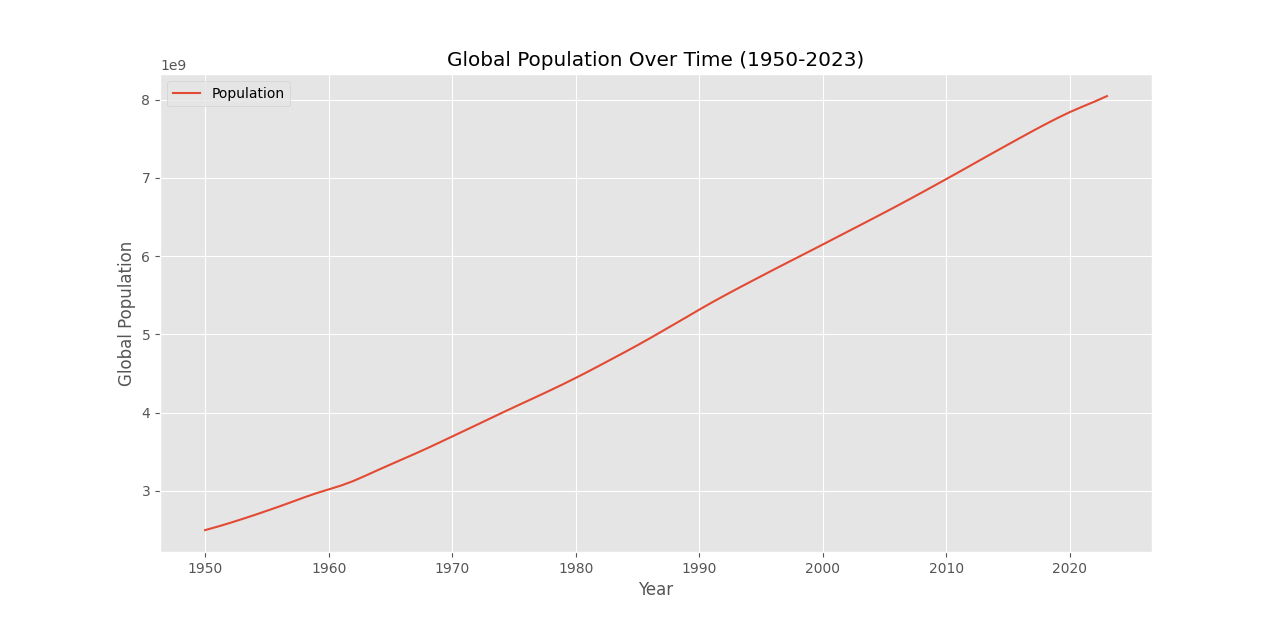 Global Population Over Time (1950-2023)
1e9
Population
8
7
6
5
4
3
Global Population
1950 1960 1970 1980 1990 2000 2010 2020
Year